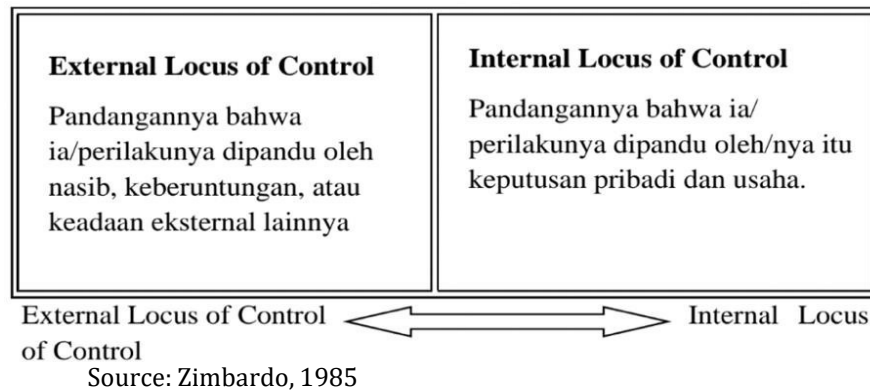 External Locus of Control
Pandangannya bahwa
ia/perilakunya dipandu oleh
nasib, keberuntungan, atau
keadaan eksternal lainnya
Internal Locus of Control
Pandangannya bahwa ia/
perilakunya dipandu oleh/nya itu
keputusan pribadi dan usaha.
External Locus of Control Internal Locus
of Control
Source: Zimbardo, 1985